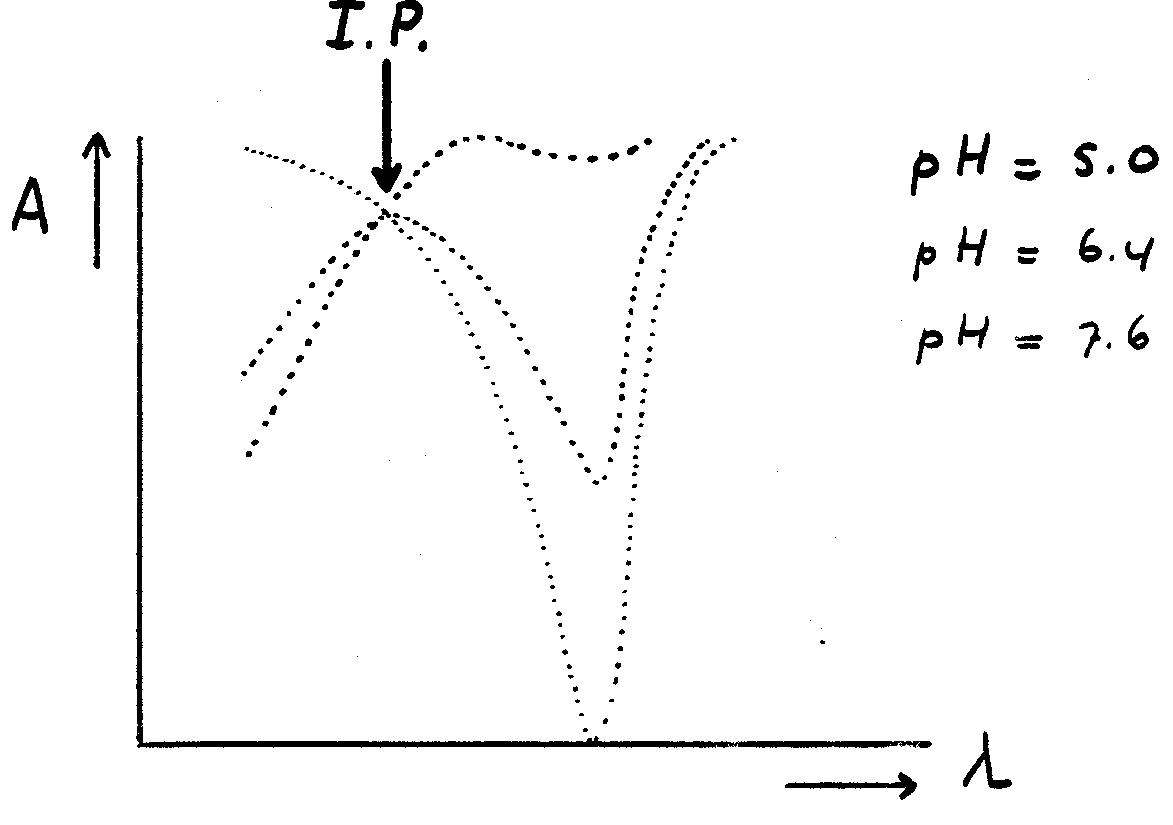 I.P.
A
pH = 5.0
pH = 6.4
pH = 7.6
λ